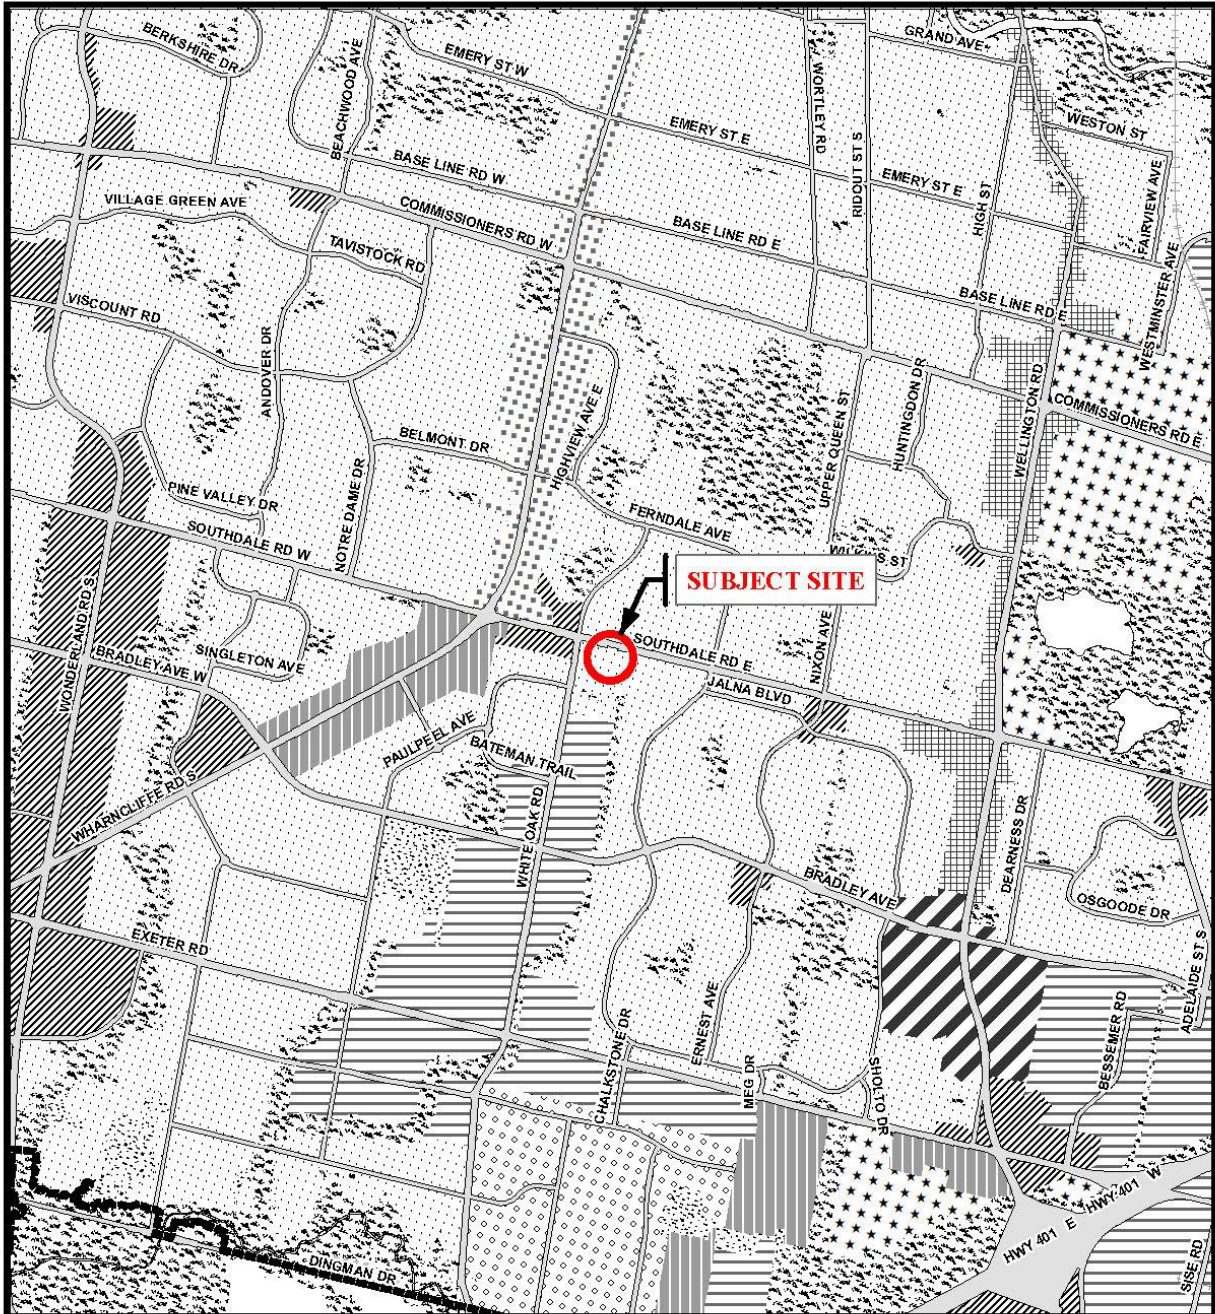 BERKSHIRE DR
BEACHWOOD AVE
EMERY ST W
GRAND AVE
WORTLEY RD
RIDOUT ST S
WESTON ST
EMERY ST E
BASE LINE RD W
EMERY ST E
FAIRVIEW AVE
HIGH ST
VILLAGE GREEN AVE
COMMISSIONERS RD W
BASE LINE RD E
TAVISTOCK RD
WESTMINSTER AVE
VISCOUNT RD
BASE LINE RD E
ANDOVER DR
HIGHVIEW AVE E
UPPER QUEEN ST
HUNTINGDON DR
WELLINGTON RD
COMMISSIONERS RD E
BELMONT DR
PINE VALLEY DR
NOTRE DAME DR
FERNDALE AVE
SOUTHDALE RD W
ST
SUBJECT SITE
WONDERLAND RD S
SOUTHDALE RD E
NIXON AVE
SINGLETON AVE
BRADLEY AVE W
JALNA BLVD
PAULPEEL AVE
BATEMAN TRAIL
WHARNCLIFFE RD S
WHITE OAK RD
DEARNESS DR
BRADLEY AVE
OSGOODE DR
EXETER RD
ADELAIDE ST S
CHALKSTONE DR
ERNEST AVE
BESSEMER RD
MEG DR
SHOLTO DR
HWY 401 W
HWY 401 E
DINGMAN DR
SISE RD